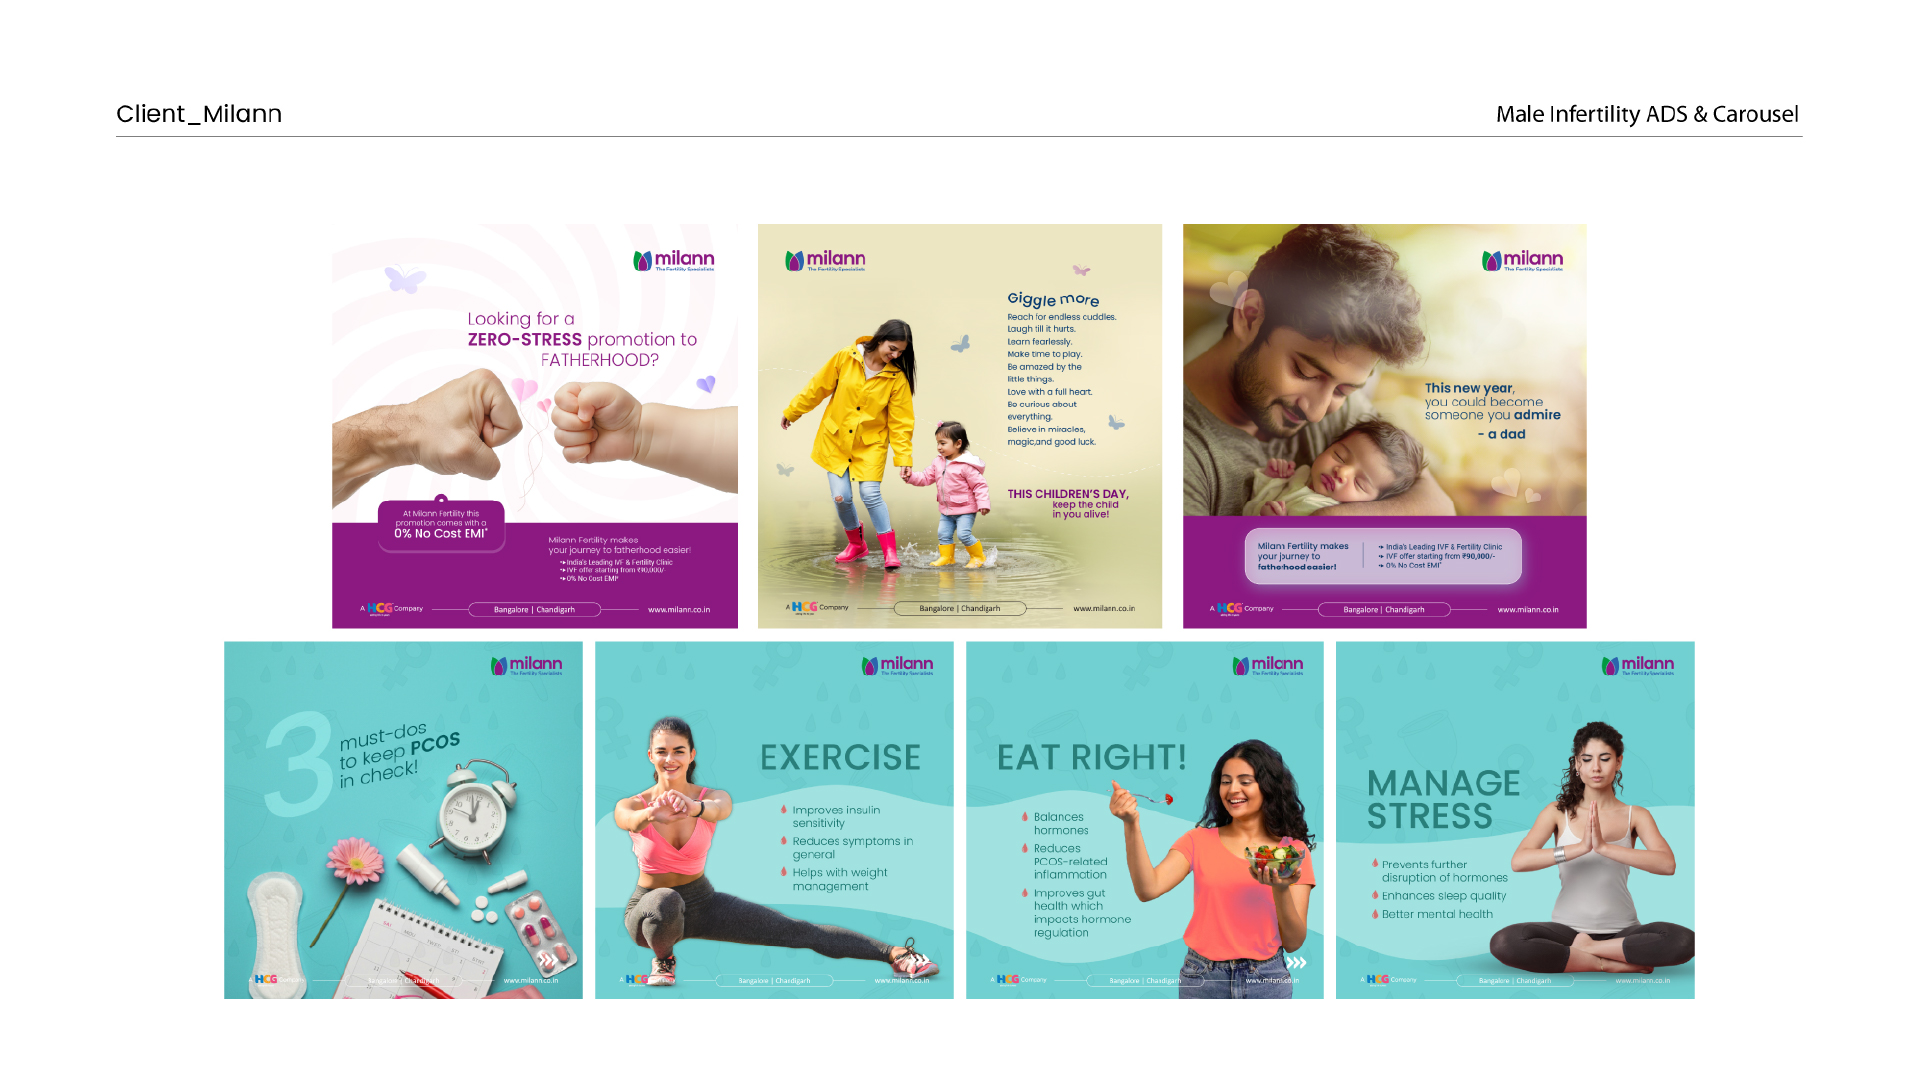 Client_Milann
Male Infertility ADS & Carousel
milann
The Fertility Specialists
Looking for a
ZERO-STRESS promotion to
FATHERHOOD?
At Milann Fertility this
promotion comes with a
0% No Cost EMI*
Milann Fertility makes
your journey to fatherhood easier!
India's Leading IVF & Fertility Clinic
IVF offer starting from ₹90,000/-
0% No Cost EMI*
A HCG Company
Bangalore | Chandigarh
www.milann.co.in
milann
The Fertility Specialists
Giggle more
Reach for endless cuddles.
Laugh till it hurts.
Learn fearlessly.
Make time to play.
Be amazed by the
little things.
Love with a full heart.
Be curious about
everything.
Believe in miracles,
magic,and good luck.
THIS CHILDREN'S DAY,
keep the child
in you alive!
A HCG Company
Bangalore | Chandigarh
www.milann.co.in
milann
The Fertility Specialists
This new year,
you could become
someone you admire
- a dad
Milann Fertility makes
your journey to
fatherhood easier!
India's Leading IVF & Fertility Clinic
IVF offer starting from ₹90,000/-
0% No Cost EMI*
A HCG Company
Bangalore | Chandigarh
www.milann.co.in
milann
The Fertility Specialists
3
must-dos
to keep PCOS
in check!
A HCG Company
Bangalore | Chandigarh
www.milann.co.in
milann
The Fertility Specialists
EXERCISE
Improves insulin
sensitivity
Reduces symptoms in
general
Helps with weight
management
A HCG Company
Bangalore | Chandigarh
www.milann.co.in
milann
The Fertility Specialists
EAT RIGHT!
Balances
hormones
Reduces
PCOS-related
inflammation
Improves gut
health which
impacts hormone
regulation
A HCG Company
Bangalore | Chandigarh
www.milann.co.in
milann
The Fertility Specialists
MANAGE
STRESS
Prevents further
disruption of hormones
Enhances sleep quality
Better mental health
A HCG Company
Bangalore | Chandigarh
www.milann.co.in